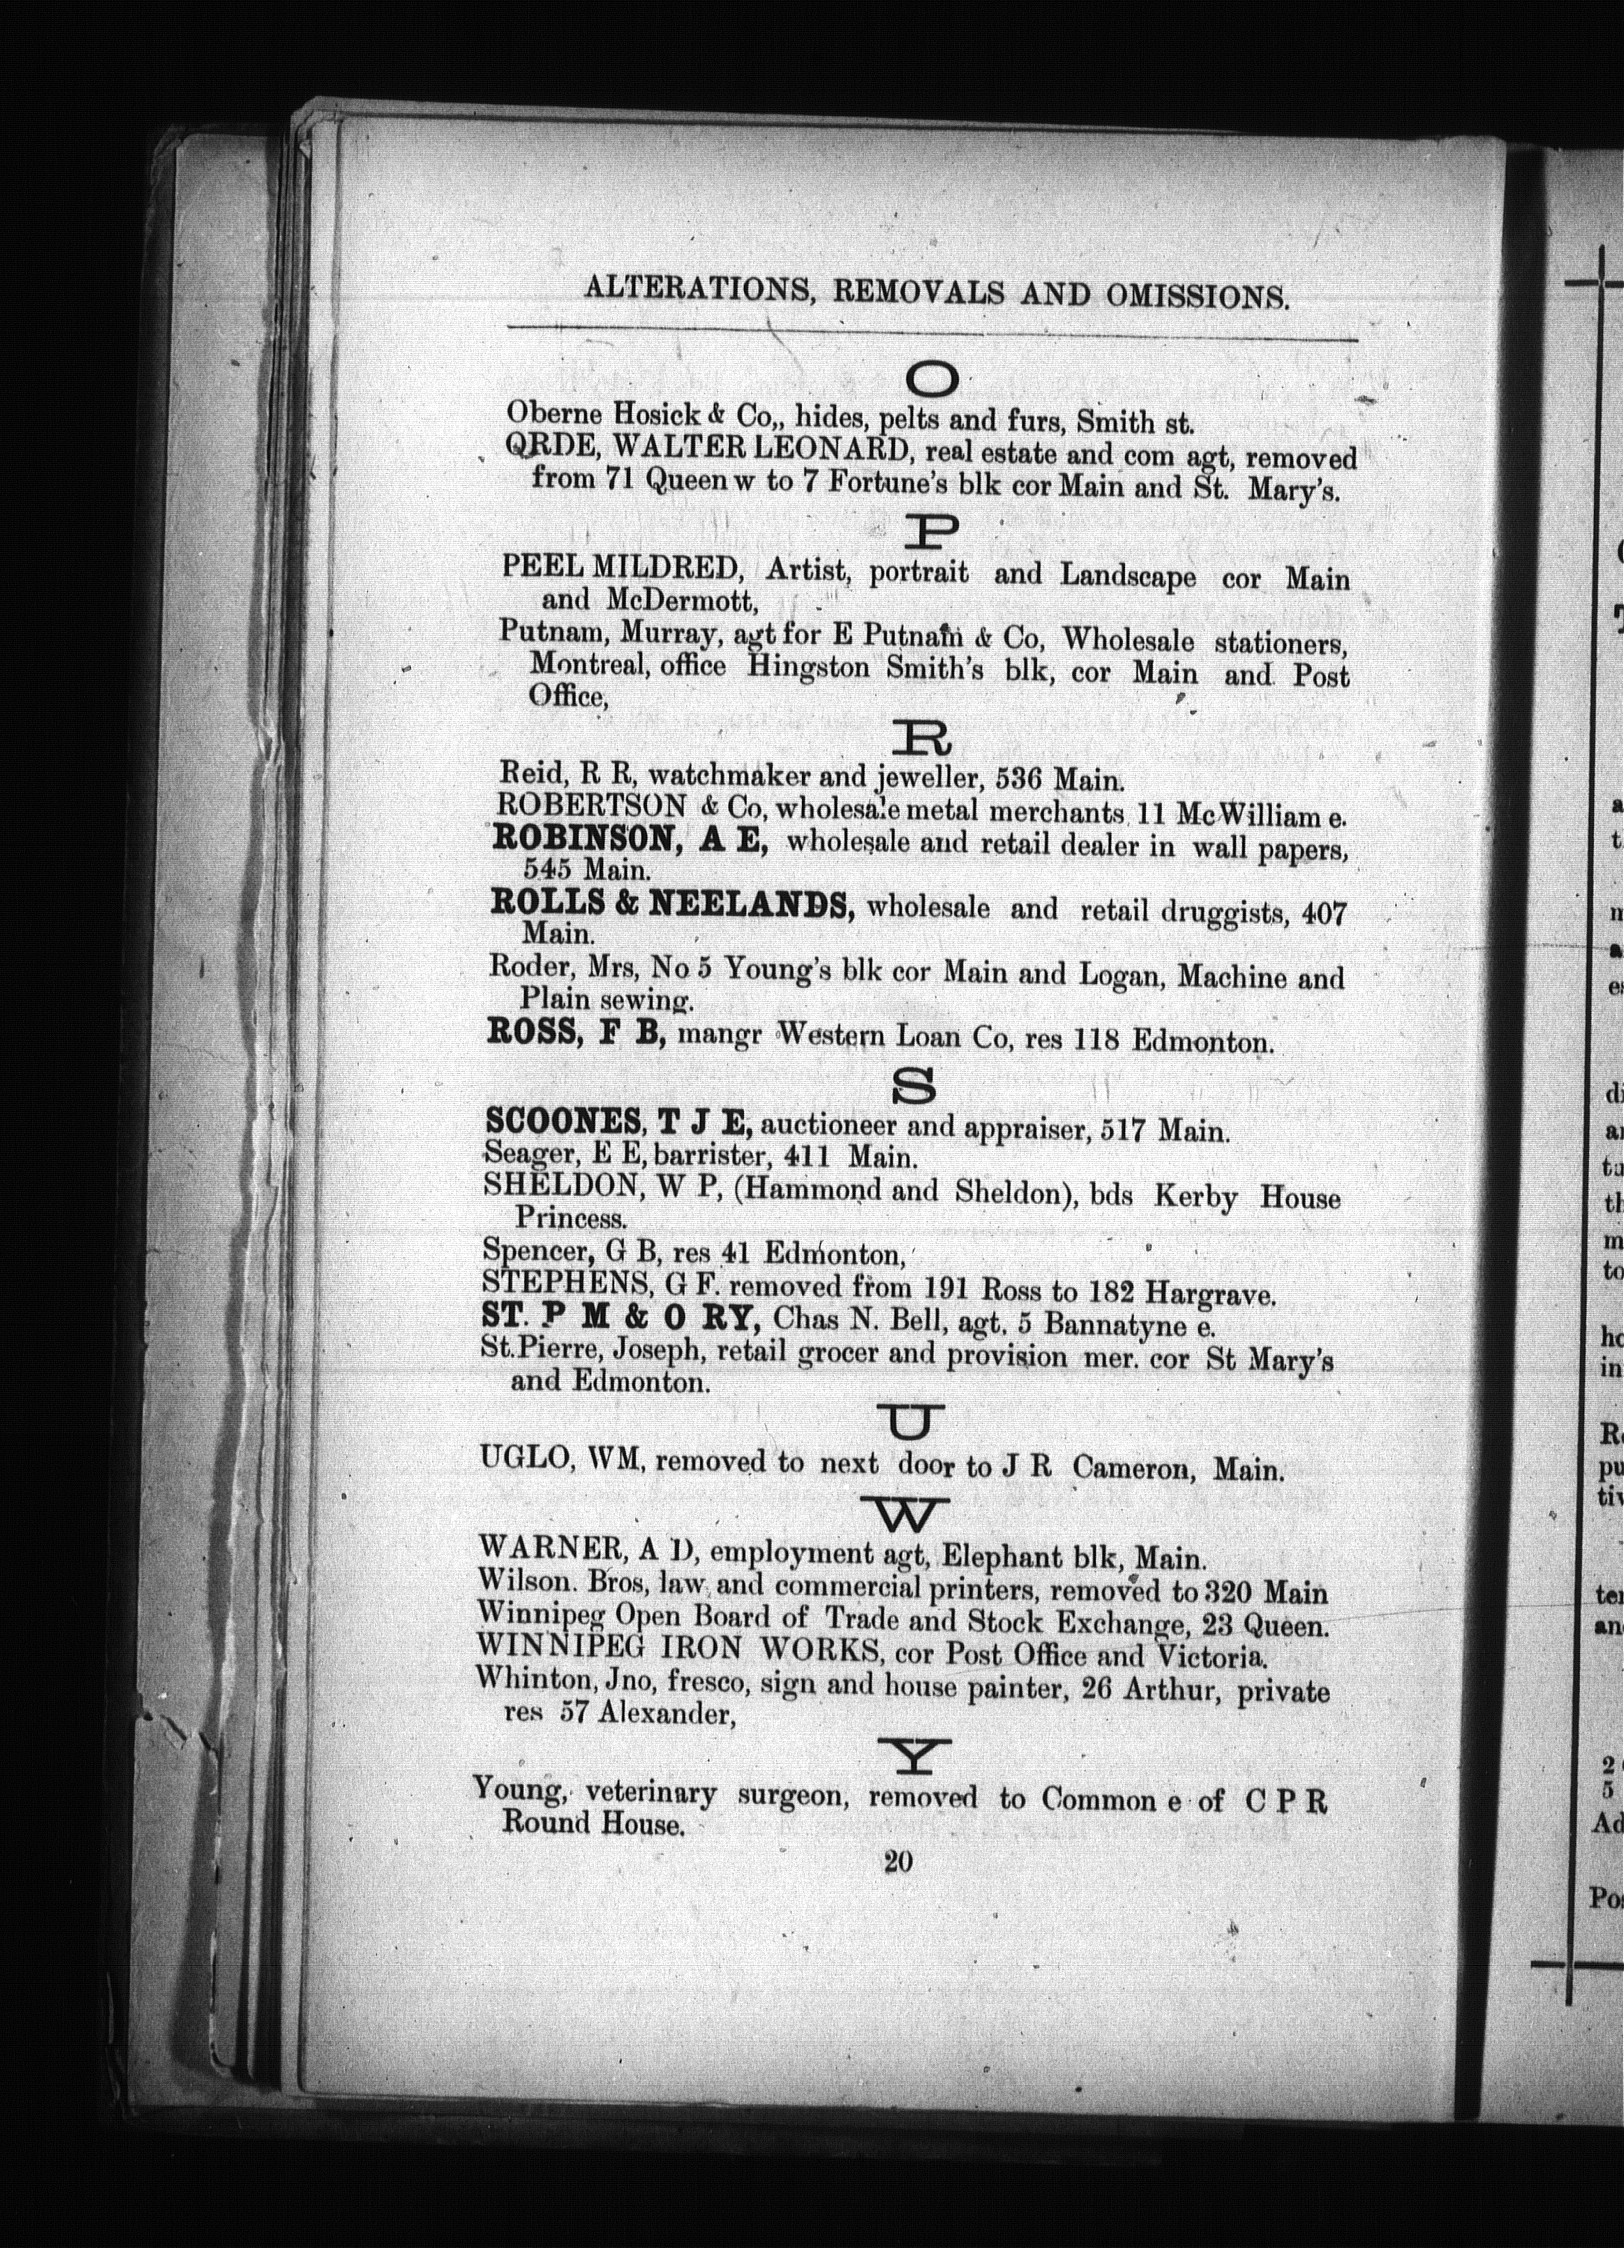 ALTERATIONS, REMOVALS AND OMISSIONS.
O
Oberne Hosick & Co,, hides, pelts and furs, Smith st.
ORDE, WALTER LEONARD, real estate and com agt, removed
from 71 Queen w to 7 Fortune's blk cor Main and St. Mary's.
P
PEEL MILDRED, Artist, portrait and Landscape cor Main
and McDermott,
Putnam, Murray, agt for E Putnam & Co, Wholesale stationers,
Montreal, office Hingston Smith's blk, cor Main and Post
Office,
R
Reid, R R, watchmaker and jeweller, 536 Main.
ROBERTSON & Co, wholesale metal merchants, 11 McWilliam e.
ROBINSON, A E, wholesale and retail dealer in wall papers,
545 Main.
ROLLS & NEELANDS, wholesale and retail druggists, 407
Main.
Roder, Mrs, No 5 Young's blk cor Main and Logan, Machine and
Plain sewing.
ROSS, F B, mangr Western Loan Co, res 118 Edmonton.
S
SCOONES, T J E, auctioneer and appraiser, 517 Main.
Seager, E E, barrister, 411 Main.
SHELDON, W P, (Hammond and Sheldon), bds Kerby House
Princess.
Spencer, G B, res 41 Edmonton,
STEPHENS, G F. removed from 191 Ross to 182 Hargrave.
ST. P M & O RY, Chas N. Bell, agt, 5 Bannatyne e.
St.Pierre, Joseph, retail grocer and provision mer. cor St Mary's
and Edmonton.
U
UGLO, WM, removed to next door to J R Cameron, Main.
W
WARNER, A D, employment agt, Elephant blk, Main.
Wilson. Bros, law and commercial printers, removed to 320 Main
Winnipeg Open Board of Trade and Stock Exchange, 23 Queen.
WINNIPEG IRON WORKS, cor Post Office and Victoria.
Whinton, Jno, fresco, sign and house painter, 26 Arthur, private
res 57 Alexander,
Y
Young, veterinary surgeon, removed to Common e of C P R
Round House.
20